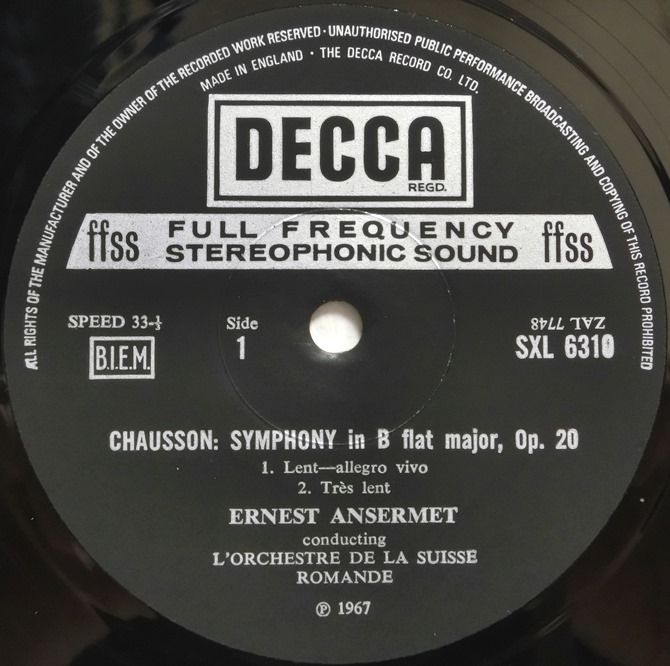 ALL RIGHTS OF THE MANUFACTURER AND OF THE OWNER OF THE RECORDED WORK RESERVED · UNAUTHORISED PUBLIC PERFORMANCE BROADCASTING AND COPYING OF THIS RECORD PROHIBITED
MADE IN ENGLAND · THE DECCA RECORD CO. LTD.
DECCA
REGD.
ffss FULL FREQUENCY STEREOPHONIC SOUND ffss
SPEED 33-⅓
B.I.E.M.
Side
1
ZAL 7748
SXL 6310
CHAUSSON: SYMPHONY in B flat major, Op. 20
1. Lent—allegro vivo
2. Très lent
ERNEST ANSERMET
conducting
L'ORCHESTRE DE LA SUISSE
ROMANDE
℗ 1967